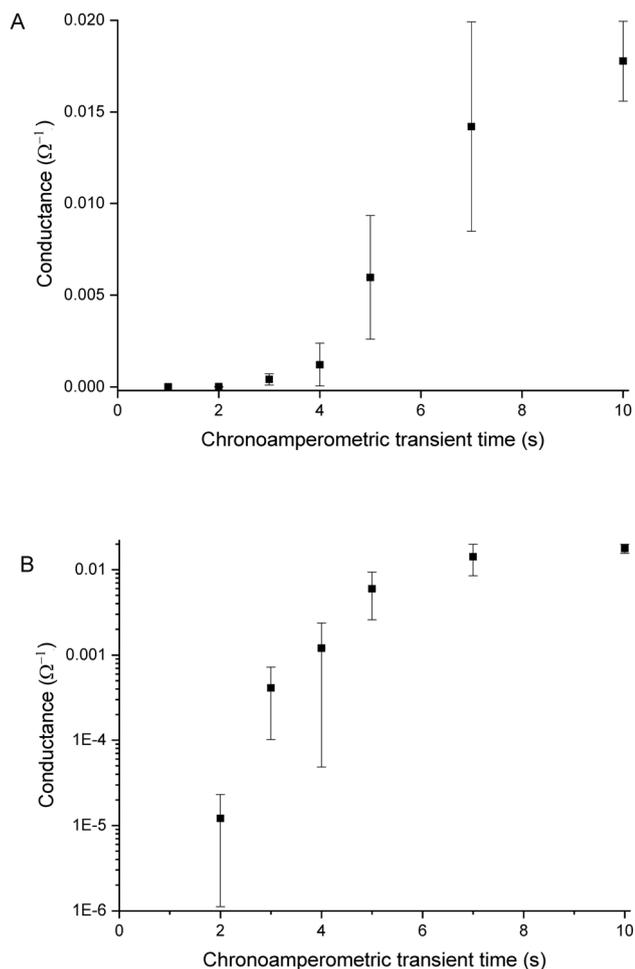 A
0.020
0.015
0.010
0.005
0.000
Conductance (Ω⁻¹)
0 2 4 6 8 10
Chronoamperometric transient time (s)
B
0.01
0.001
1E-4
1E-5
1E-6
Conductance (Ω⁻¹)
0 2 4 6 8 10
Chronoamperometric transient time (s)